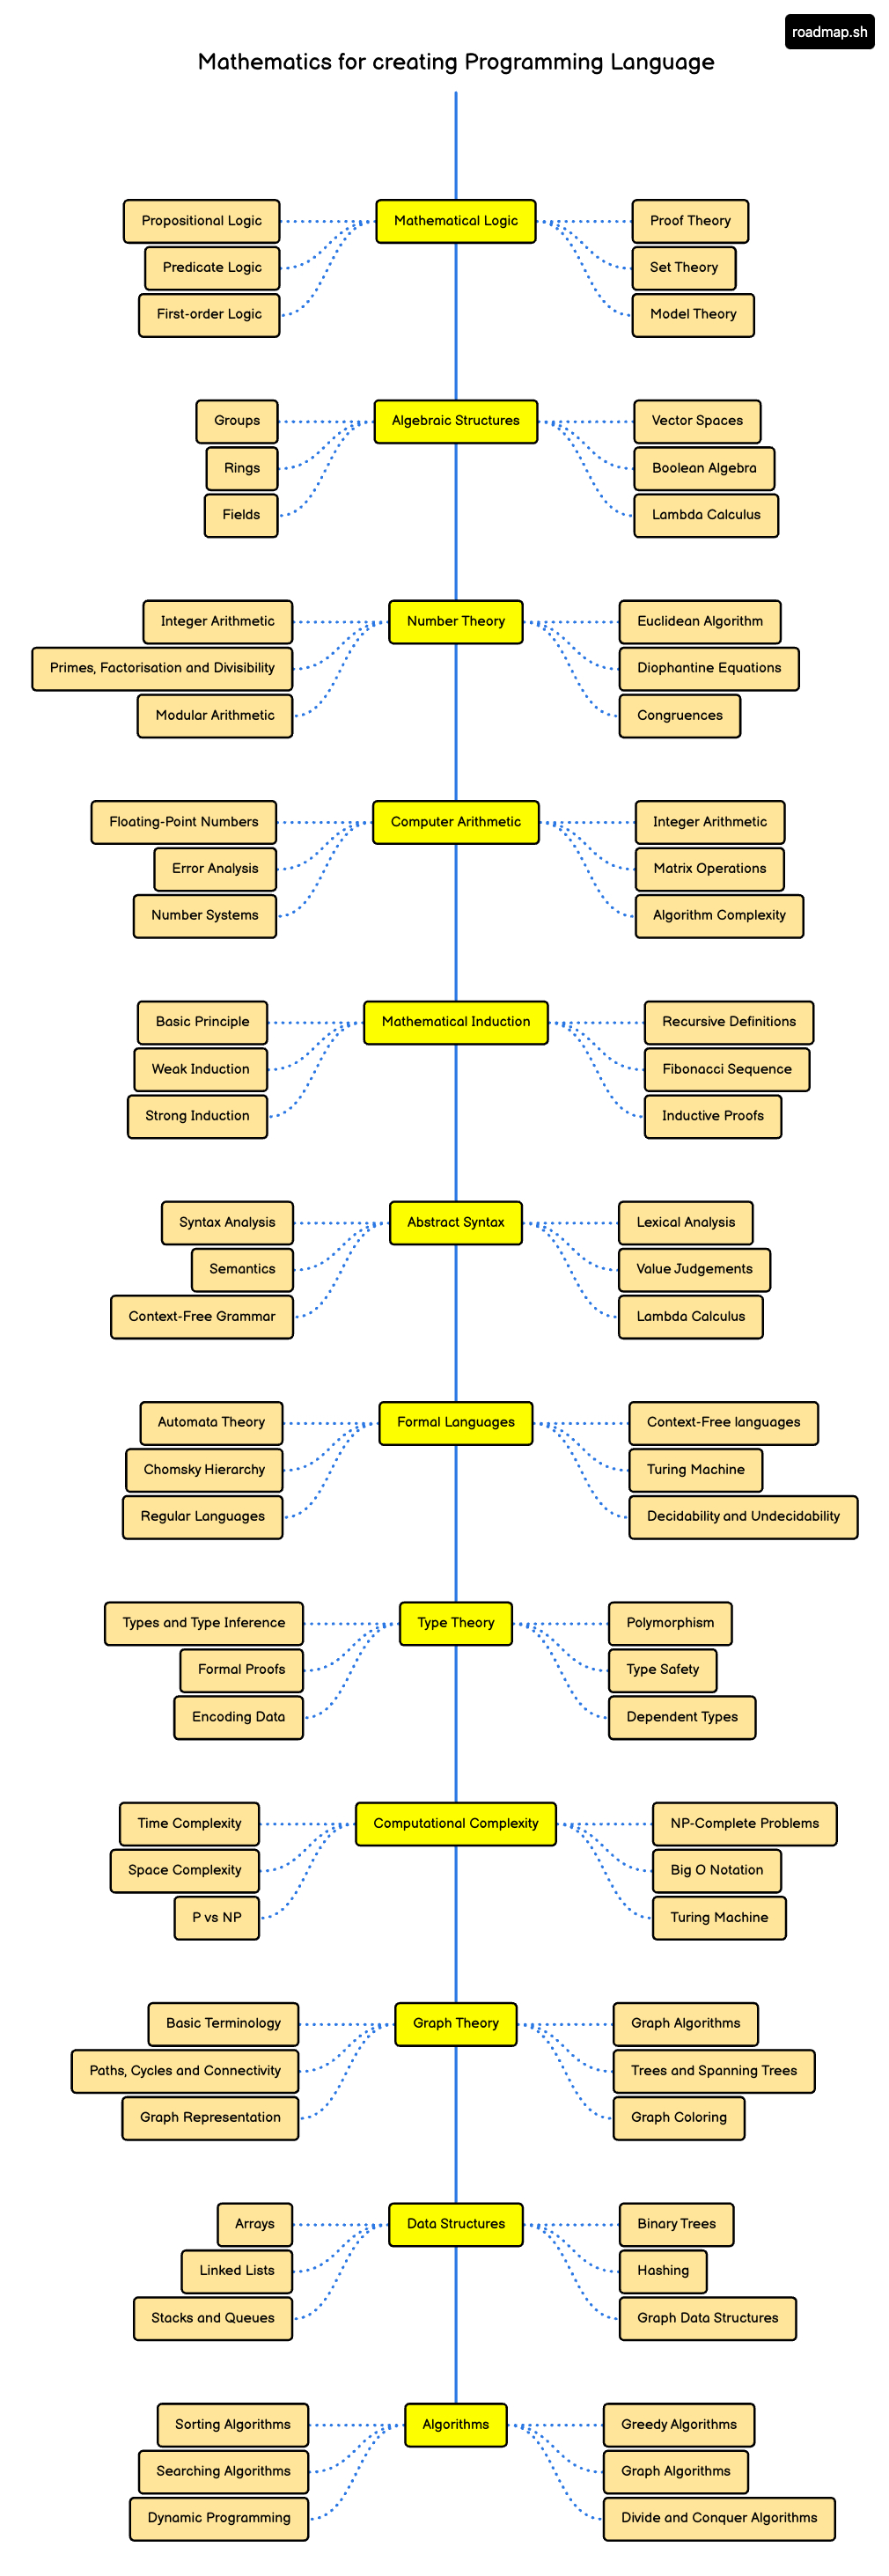 roadmap.sh
Mathematics for creating Programming Language
Propositional Logic
Predicate Logic
First-order Logic
Mathematical Logic
Proof Theory
Set Theory
Model Theory
Groups
Rings
Fields
Algebraic Structures
Vector Spaces
Boolean Algebra
Lambda Calculus
Integer Arithmetic
Primes, Factorisation and Divisibility
Modular Arithmetic
Number Theory
Euclidean Algorithm
Diophantine Equations
Congruences
Floating-Point Numbers
Error Analysis
Number Systems
Computer Arithmetic
Integer Arithmetic
Matrix Operations
Algorithm Complexity
Basic Principle
Weak Induction
Strong Induction
Mathematical Induction
Recursive Definitions
Fibonacci Sequence
Inductive Proofs
Syntax Analysis
Semantics
Context-Free Grammar
Abstract Syntax
Lexical Analysis
Value Judgements
Lambda Calculus
Automata Theory
Chomsky Hierarchy
Regular Languages
Formal Languages
Context-Free languages
Turing Machine
Decidability and Undecidability
Types and Type Inference
Formal Proofs
Encoding Data
Type Theory
Polymorphism
Type Safety
Dependent Types
Time Complexity
Space Complexity
P vs NP
Computational Complexity
NP-Complete Problems
Big O Notation
Turing Machine
Basic Terminology
Paths, Cycles and Connectivity
Graph Representation
Graph Theory
Graph Algorithms
Trees and Spanning Trees
Graph Coloring
Arrays
Linked Lists
Stacks and Queues
Data Structures
Binary Trees
Hashing
Graph Data Structures
Sorting Algorithms
Searching Algorithms
Dynamic Programming
Algorithms
Greedy Algorithms
Graph Algorithms
Divide and Conquer Algorithms